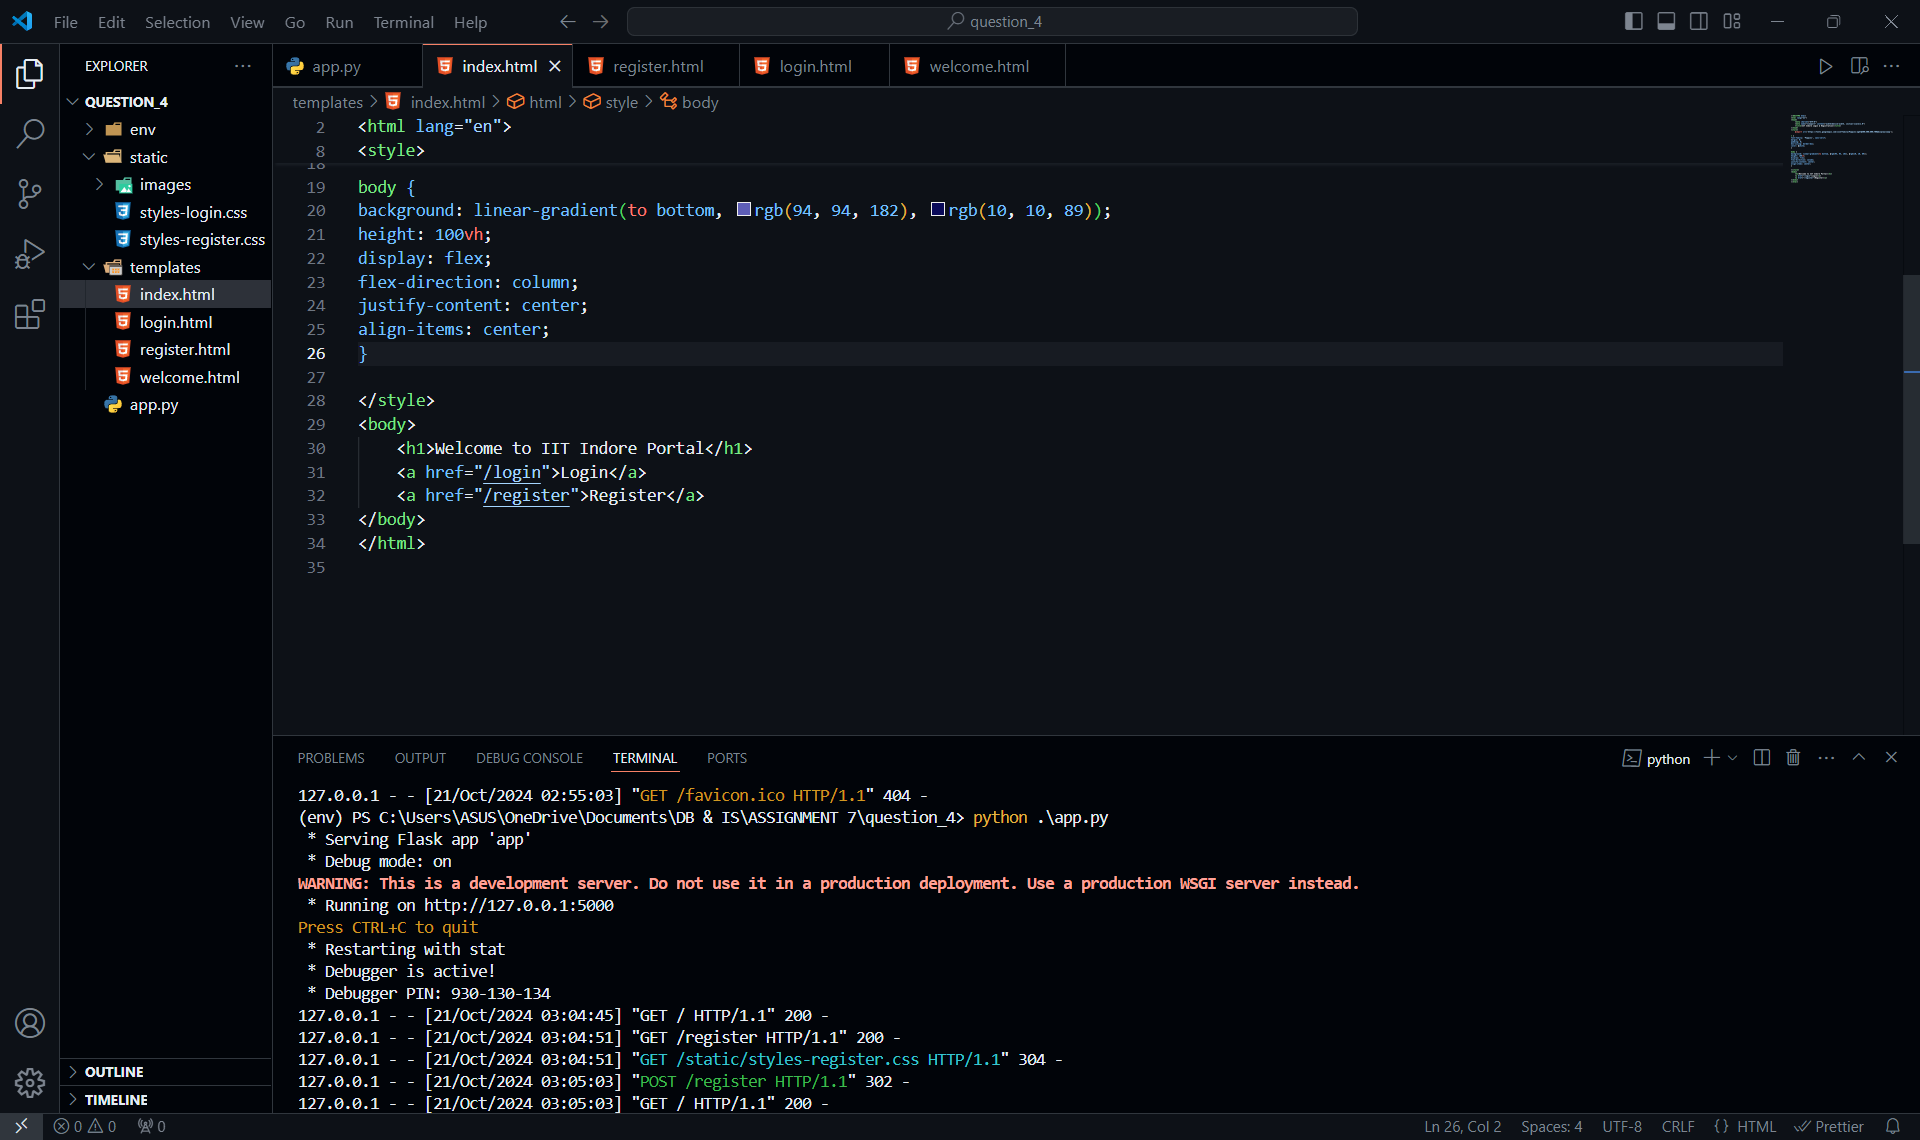 File Edit Selection View Go Run Terminal Help
question_4
EXPLORER
QUESTION_4
env
static
images
styles-login.css
styles-register.css
templates
index.html
login.html
register.html
welcome.html
app.py
OUTLINE
TIMELINE
app.py index.html register.html login.html welcome.html
templates > index.html > html > style > body
2 <html lang="en">
8 <style>
18
19 body {
20 background: linear-gradient(to bottom, rgb(94, 94, 182), rgb(10, 10, 89));
21 height: 100vh;
22 display: flex;
23 flex-direction: column;
24 justify-content: center;
25 align-items: center;
26 }
27
28 </style>
29 <body>
30 <h1>Welcome to IIT Indore Portal</h1>
31 <a href="/login">Login</a>
32 <a href="/register">Register</a>
33 </body>
34 </html>
35
PROBLEMS OUTPUT DEBUG CONSOLE TERMINAL PORTS
python
127.0.0.1 - - [21/Oct/2024 02:55:03] "GET /favicon.ico HTTP/1.1" 404 -
(env) PS C:\Users\ASUS\OneDrive\Documents\DB & IS\ASSIGNMENT 7\question_4> python .\app.py
* Serving Flask app 'app'
* Debug mode: on
WARNING: This is a development server. Do not use it in a production deployment. Use a production WSGI server instead.
* Running on http://127.0.0.1:5000
Press CTRL+C to quit
* Restarting with stat
* Debugger is active!
* Debugger PIN: 930-130-134
127.0.0.1 - - [21/Oct/2024 03:04:45] "GET / HTTP/1.1" 200 -
127.0.0.1 - - [21/Oct/2024 03:04:51] "GET /register HTTP/1.1" 200 -
127.0.0.1 - - [21/Oct/2024 03:04:51] "GET /static/styles-register.css HTTP/1.1" 304 -
127.0.0.1 - - [21/Oct/2024 03:05:03] "POST /register HTTP/1.1" 302 -
127.0.0.1 - - [21/Oct/2024 03:05:03] "GET / HTTP/1.1" 200 -
0 0 0 Ln 26, Col 2 Spaces: 4 UTF-8 CRLF {} HTML Prettier